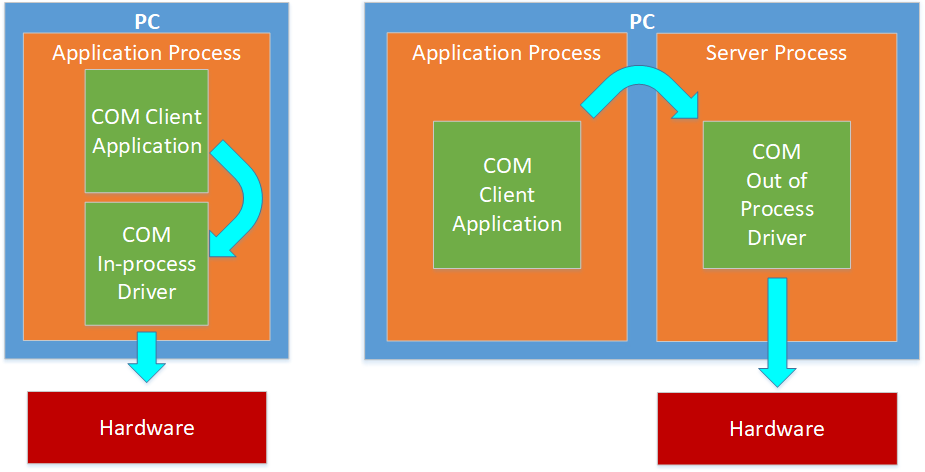 PC
Application Process
COM Client
Application
COM
In-process
Driver
Hardware
PC
Application Process
COM
Client
Application
Server Process
COM
Out of
Process
Driver
Hardware